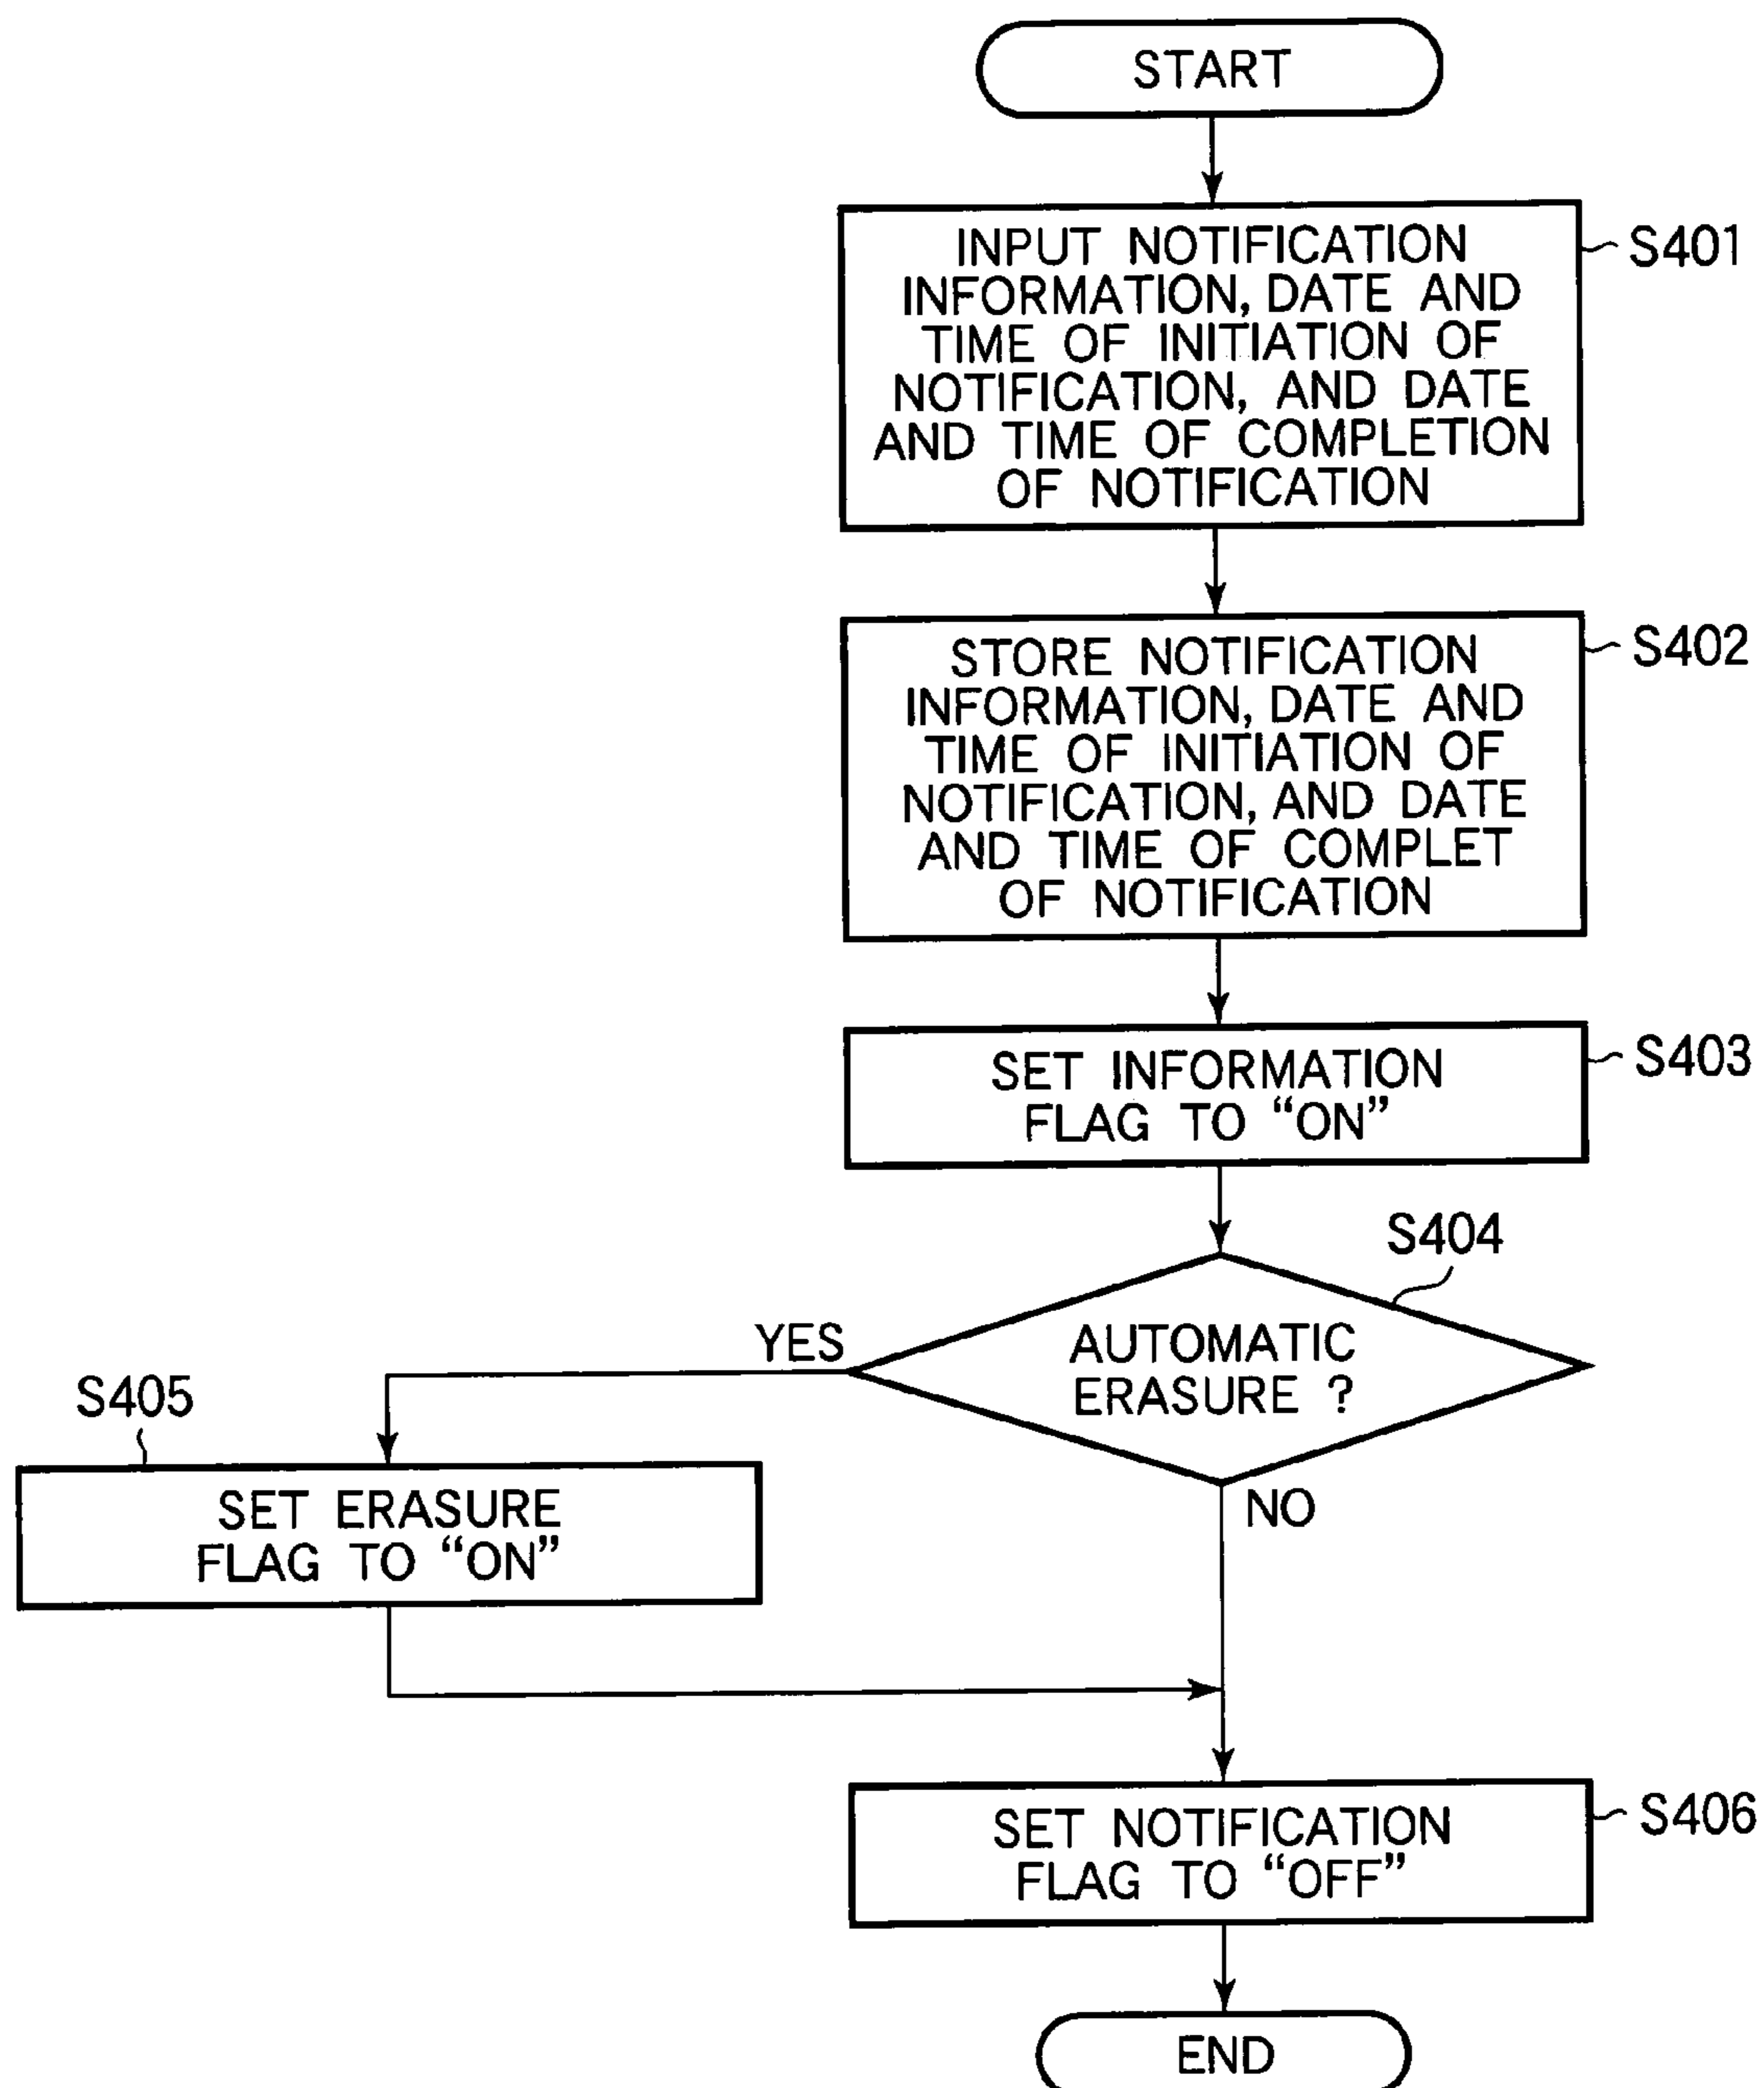 START
INPUT NOTIFICATION
INFORMATION, DATE AND
TIME OF INITIATION OF
NOTIFICATION, AND DATE
AND TIME OF COMPLETION
OF NOTIFICATION
S401
STORE NOTIFICATION
INFORMATION, DATE AND
TIME OF INITIATION OF
NOTIFICATION, AND DATE
AND TIME OF COMPLET
OF NOTIFICATION
S402
SET INFORMATION
FLAG TO “ON”
S403
S404
AUTOMATIC
ERASURE ?
YES
NO
S405
SET ERASURE
FLAG TO “ON”
SET NOTIFICATION
FLAG TO “OFF”
S406
END